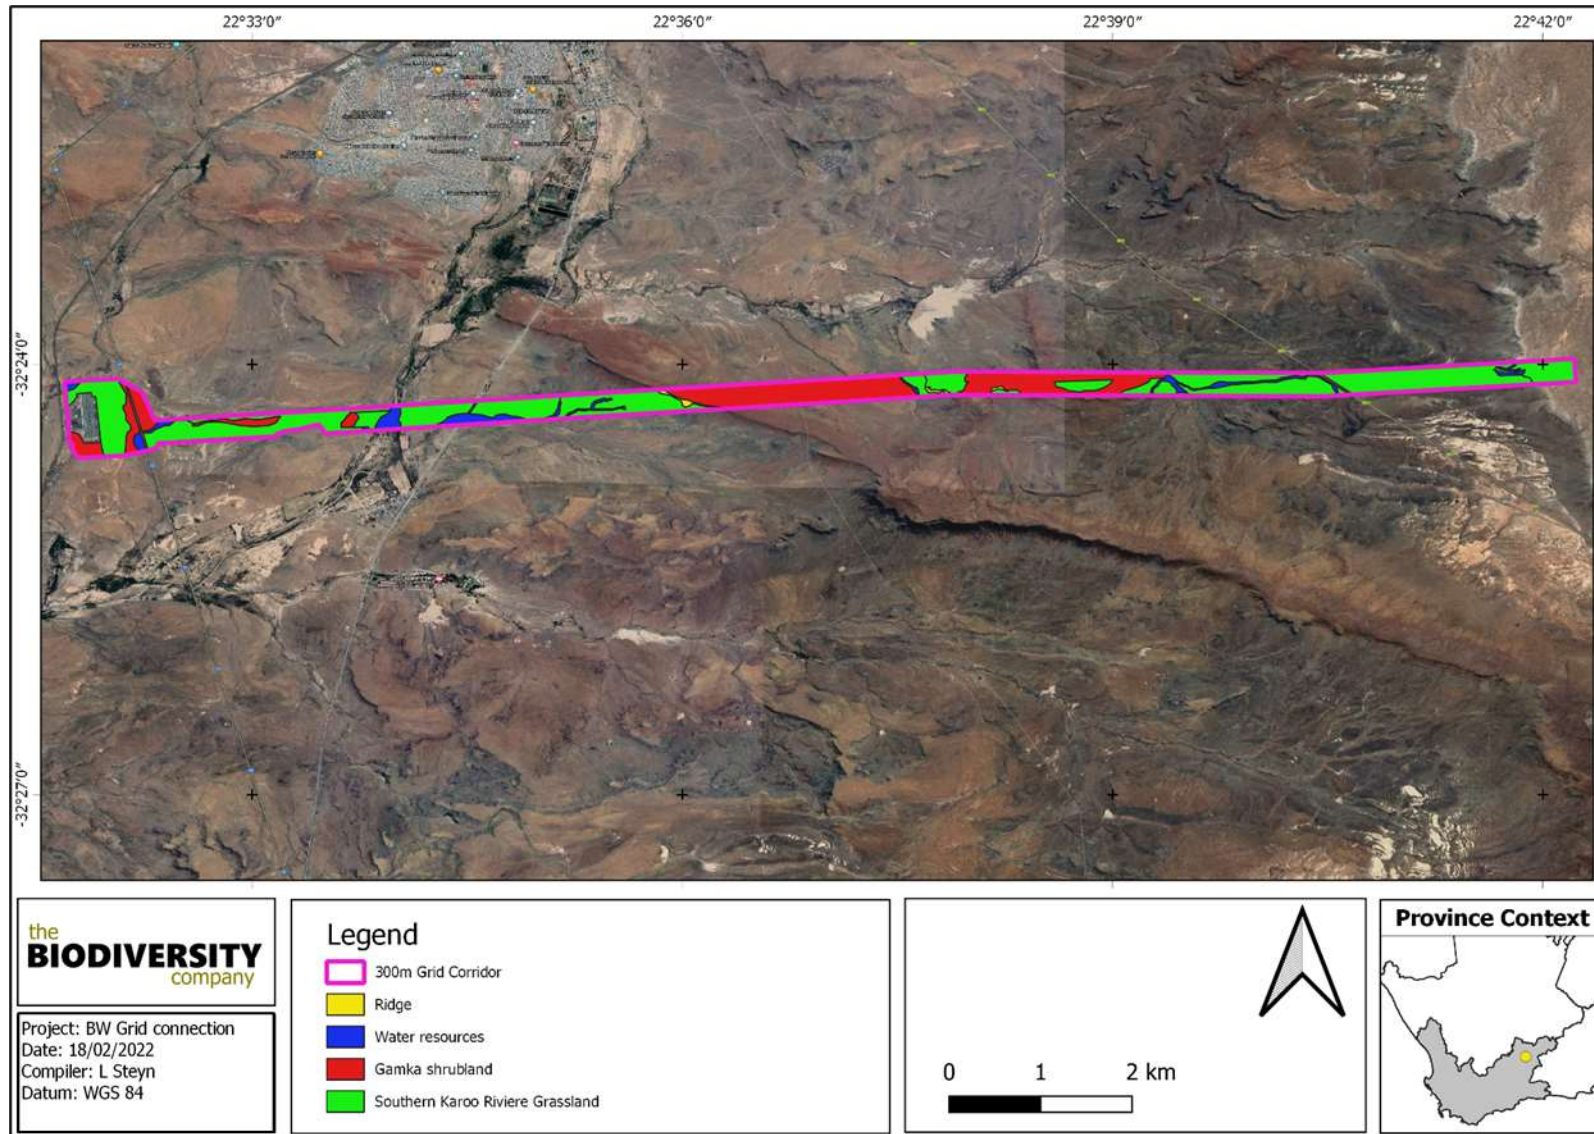 22°33'0"
22°36'0"
22°39'0"
22°42'0"
-32°24'0"
-32°27'0"
the
BIODIVERSITY
company
Project: BW Grid connection
Date: 18/02/2022
Compiler: L Steyn
Datum: WGS 84
Legend
300m Grid Corridor
Ridge
Water resources
Gamka shrubland
Southern Karoo Riviere Grassland
0 1 2 km
Province Context